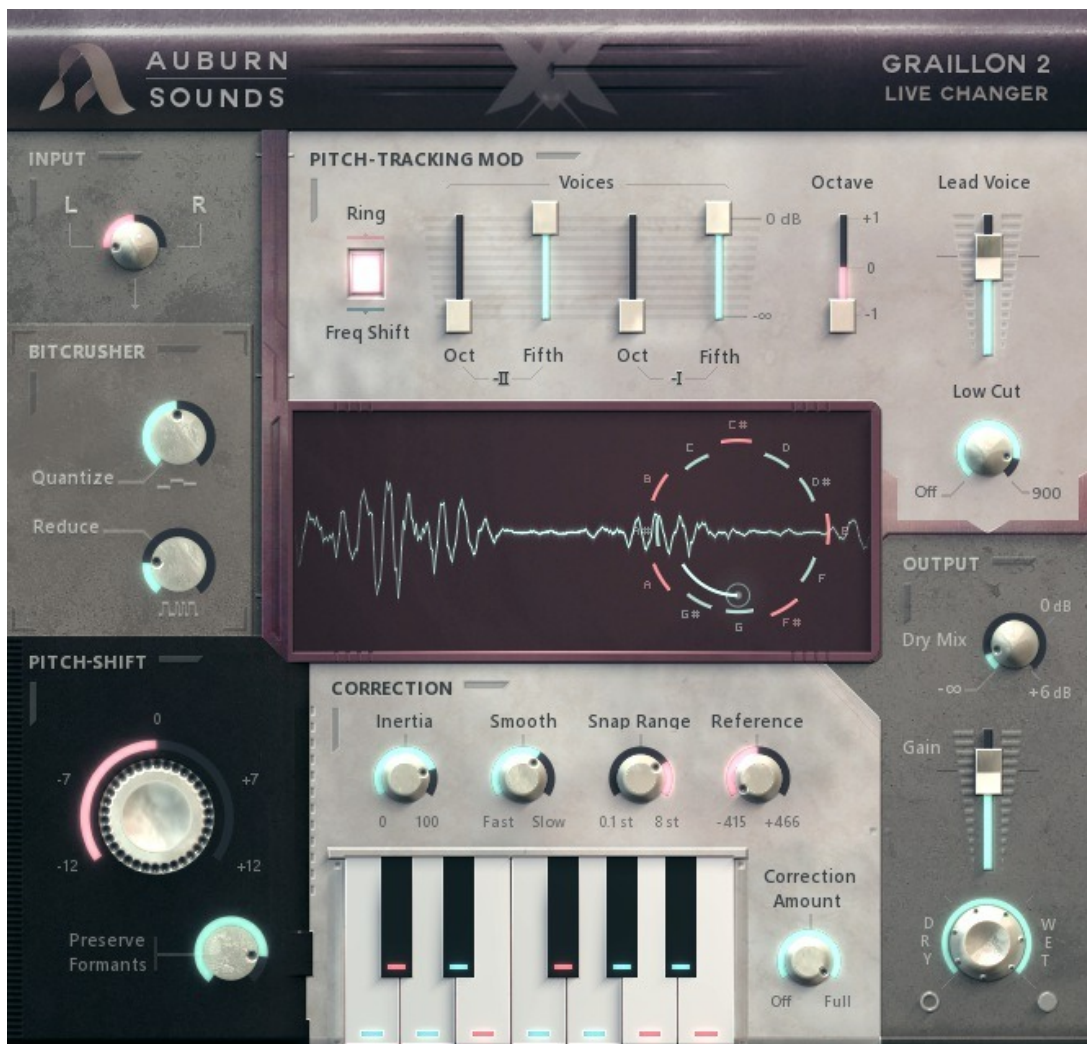 AUBURN
SOUNDS
GRAILLON 2
LIVE CHANGER
INPUT
L
R
BITCRUSHER
Quantize
Reduce
PITCH-TRACKING MOD
Ring
Freq Shift
Voices
Oct
Fifth
-II
Oct
Fifth
-I
0 dB
-∞
Octave
+1
0
-1
Lead Voice
Low Cut
Off
900
C#
D
D#
E
F
F#
G
G#
A
A#
B
C
PITCH-SHIFT
0
-7
+7
-12
+12
Preserve
Formants
CORRECTION
Inertia
0
100
Smooth
Fast
Slow
Snap Range
0.1 st
8 st
Reference
-415
+466
Correction
Amount
Off
Full
OUTPUT
0 dB
Dry Mix
-∞
+6 dB
Gain
DRY
WET